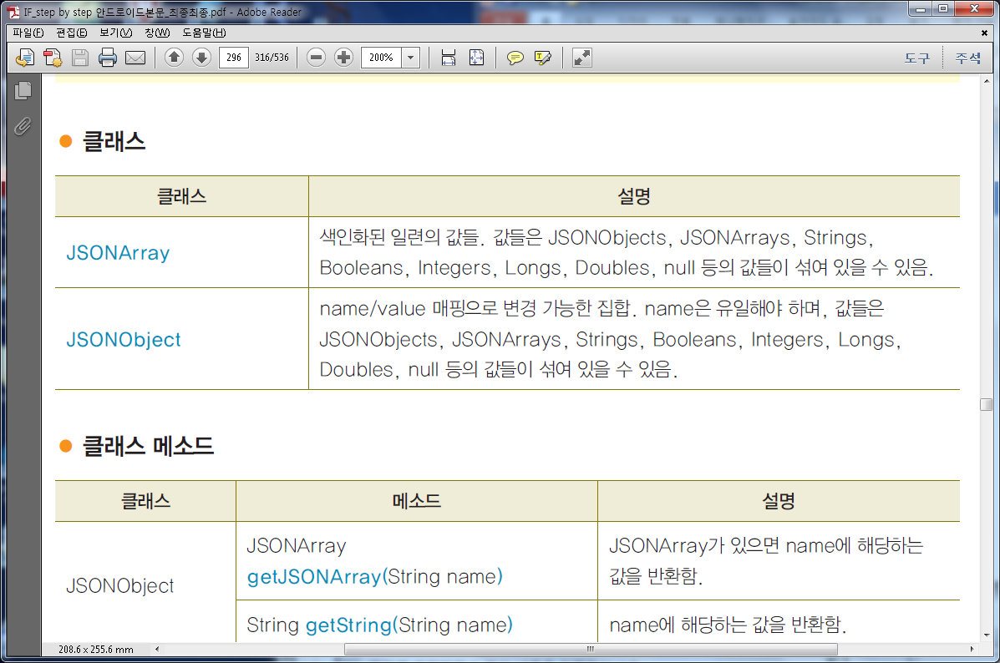 IF_step by step 안드로이드본문_최종최종.pdf - Adobe Reader
파일(F) 편집(E) 보기(V) 창(W) 도움말(H)
296 316/536 200% 도구 주석
클래스
클래스 설명
JSONArray
색인화된 일련의 값들. 값들은 JSONObjects, JSONArrays, Strings,
Booleans, Integers, Longs, Doubles, null 등의 값들이 섞여 있을 수 있음.
JSONObject
name/value 매핑으로 변경 가능한 집합. name은 유일해야 하며, 값들은
JSONObjects, JSONArrays, Strings, Booleans, Integers, Longs,
Doubles, null 등의 값들이 섞여 있을 수 있음.
클래스 메소드
클래스 메소드 설명
JSONObject
JSONArray
getJSONArray(String name)
JSONArray가 있으면 name에 해당하는
값을 반환함.
String getString(String name)
name에 해당하는 값을 반환함.
208.6 x 255.6 mm